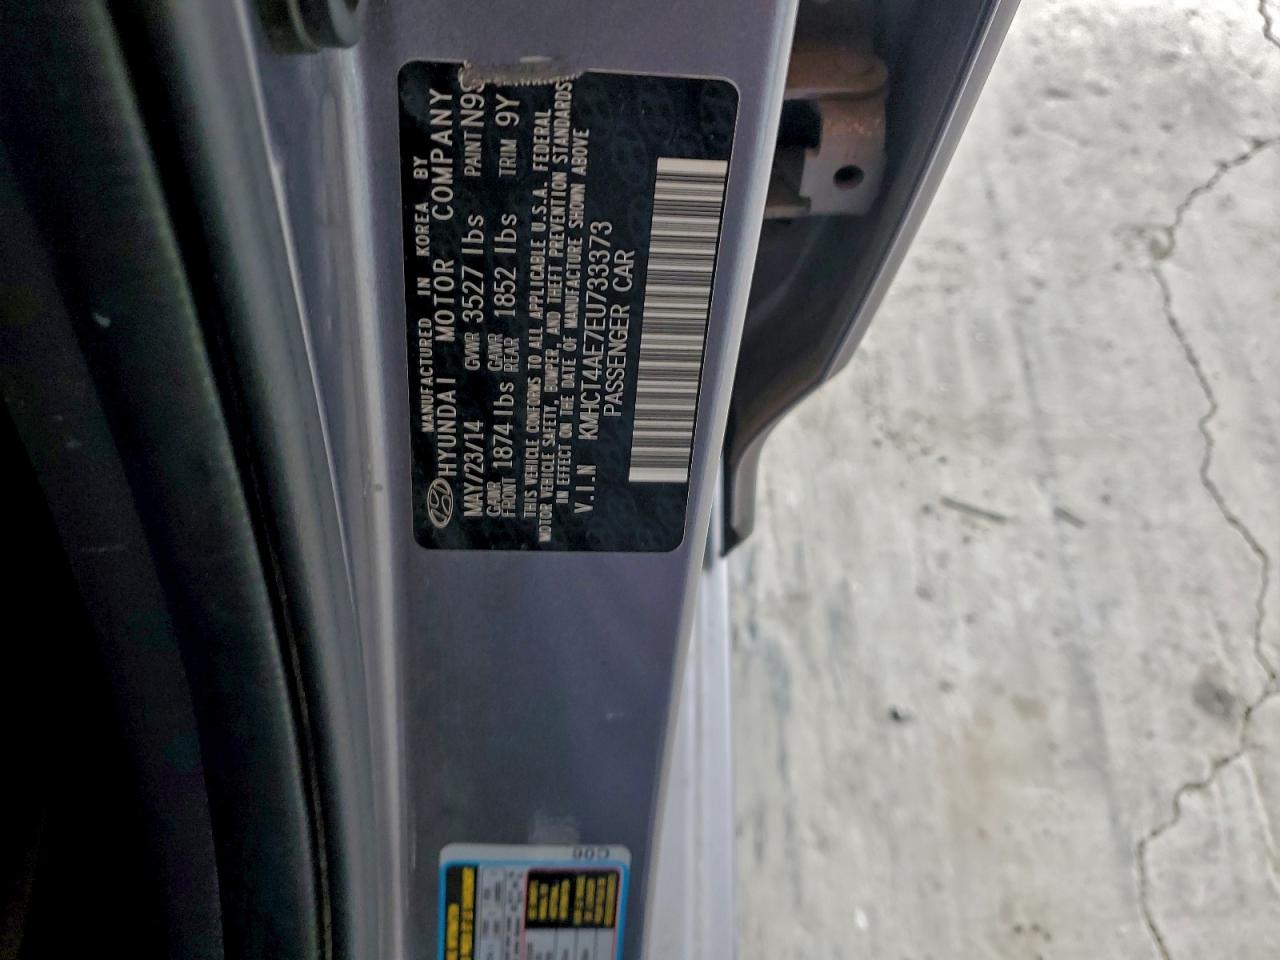 MANUFACTURED IN KOREA BY
HYUNDAI MOTOR COMPANY
MAY/23/14 GVWR 3527 lbs PAINT N9
GAWR FRONT 1874 lbs GAWR REAR 1852 lbs TRIM 9Y
THIS VEHICLE CONFORMS TO ALL APPLICABLE U.S.A. FEDERAL
MOTOR VEHICLE SAFETY, BUMPER, AND THEFT PREVENTION STANDARDS
IN EFFECT ON THE DATE OF MANUFACTURE SHOWN ABOVE
V.I.N KMHCT4AE7EU733373
PASSENGER CAR